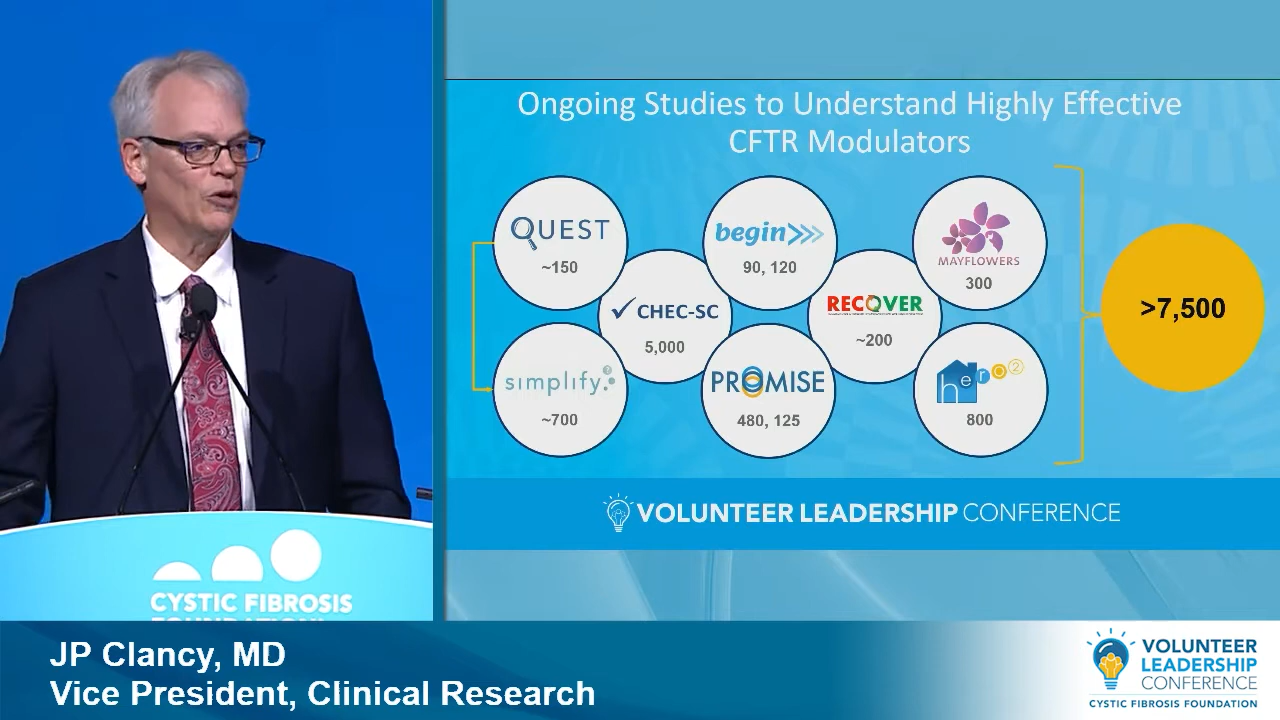 Ongoing Studies to Understand Highly Effective
CFTR Modulators
QUEST
~150
begin
90, 120
MAYFLOWERS
300
CHEC-SC
5,000
RECOVER
~200
>7,500
simplify
~700
PROMISE
480, 125
hero2
800
VOLUNTEER LEADERSHIP CONFERENCE
CYSTIC FIBROSIS
FOUNDATION
JP Clancy, MD
Vice President, Clinical Research
VOLUNTEER
LEADERSHIP
CONFERENCE
CYSTIC FIBROSIS FOUNDATION